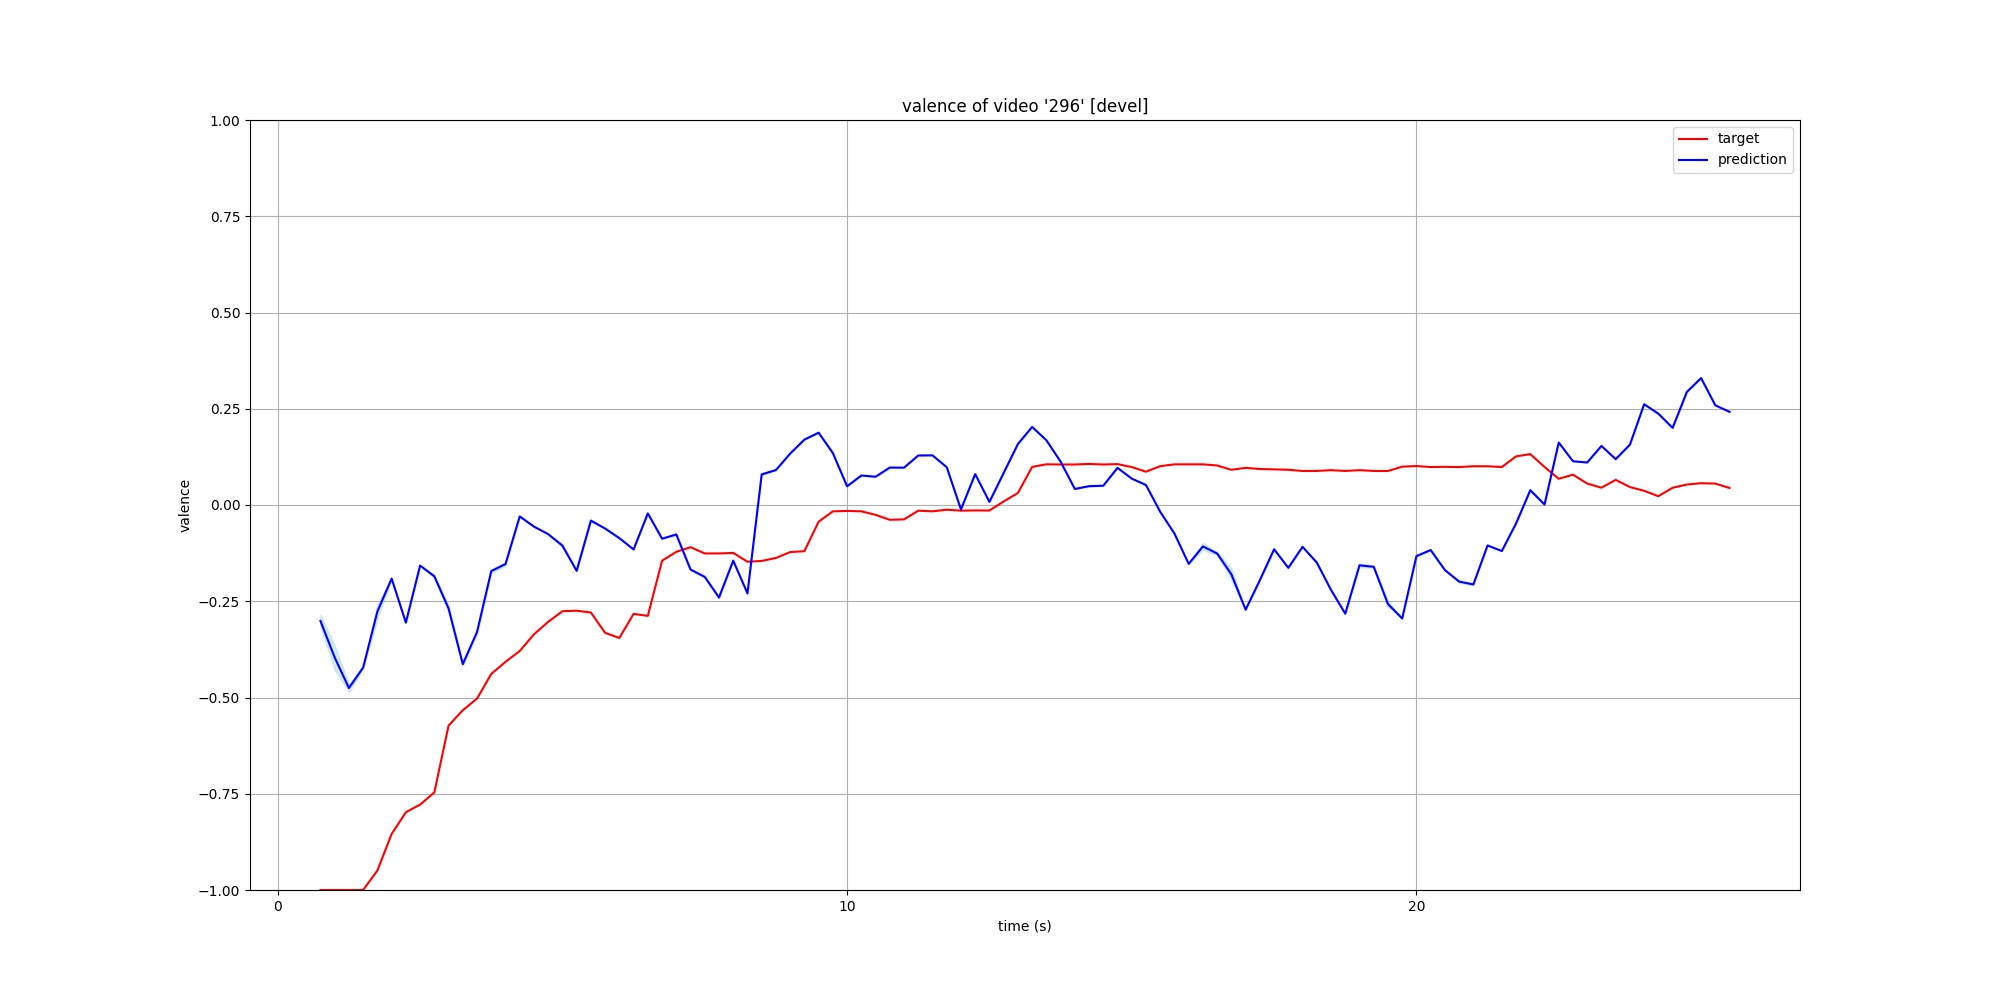 valence of video '296' [devel]
target
prediction
1.00
0.75
0.50
0.25
0.00
−0.25
−0.50
−0.75
−1.00
valence
0 10 20
time (s)